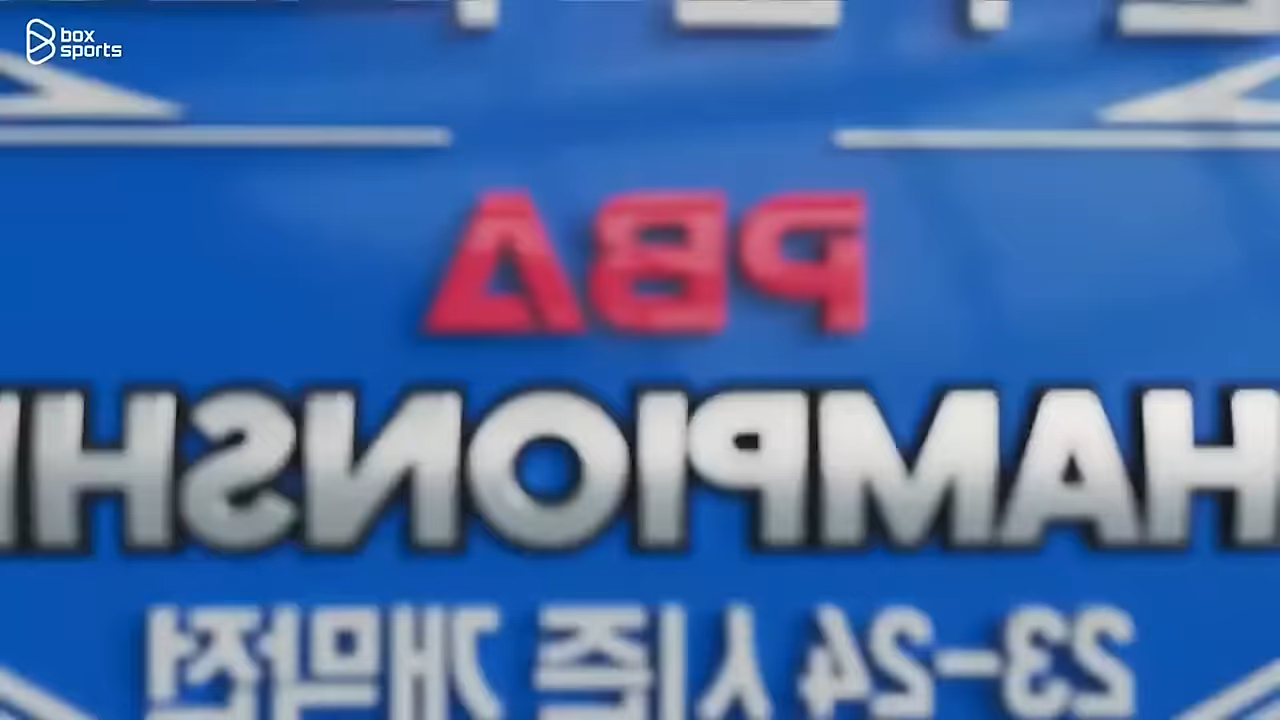 box
sports
PBA
HAMPIONSHI
23-24 시즌 개막전